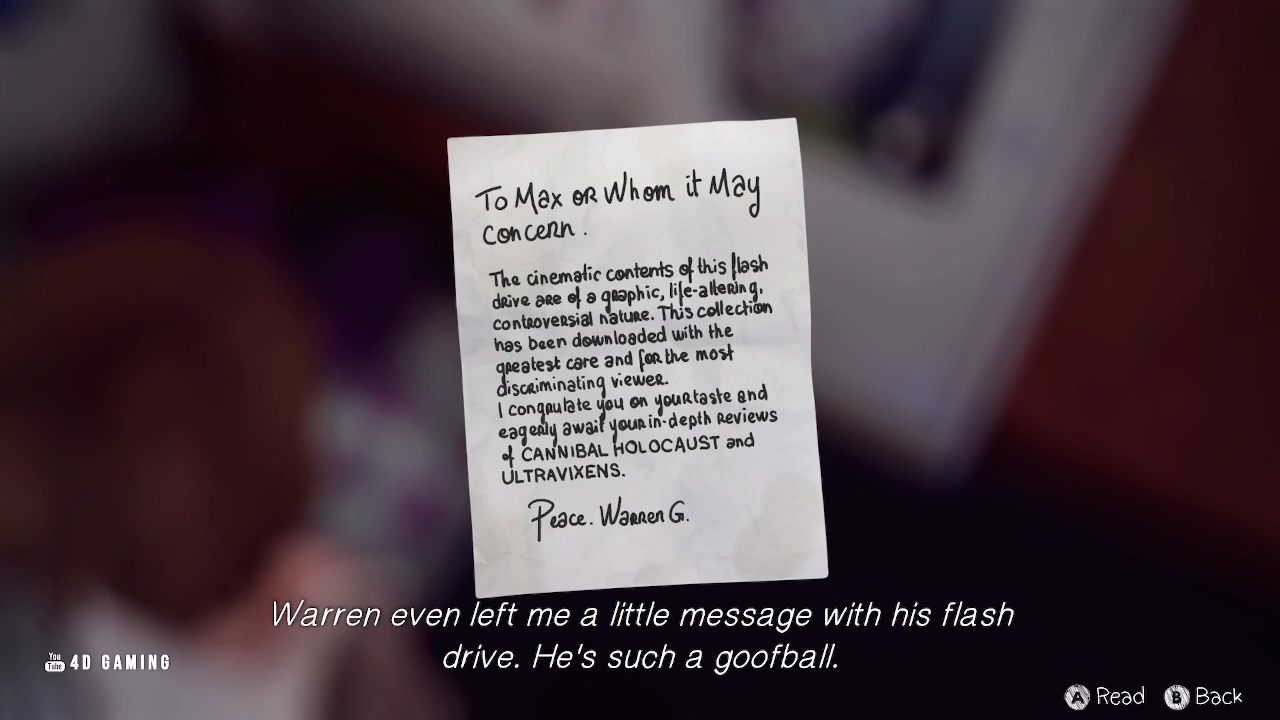 To Max or Whom it May
Concern.
The cinematic contents of this flash
drive are of a graphic, life-altering,
controversial nature. This collection
has been downloaded with the
greatest care and for the most
discriminating viewer.
I congrulate you on your taste and
eagerly await your in-depth reviews
of CANNIBAL HOLOCAUST and
ULTRAVIXENS.
Peace. Warren G.
Warren even left me a little message with his flash
drive. He's such a goofball.
You
Tube 4D GAMING
A Read B Back